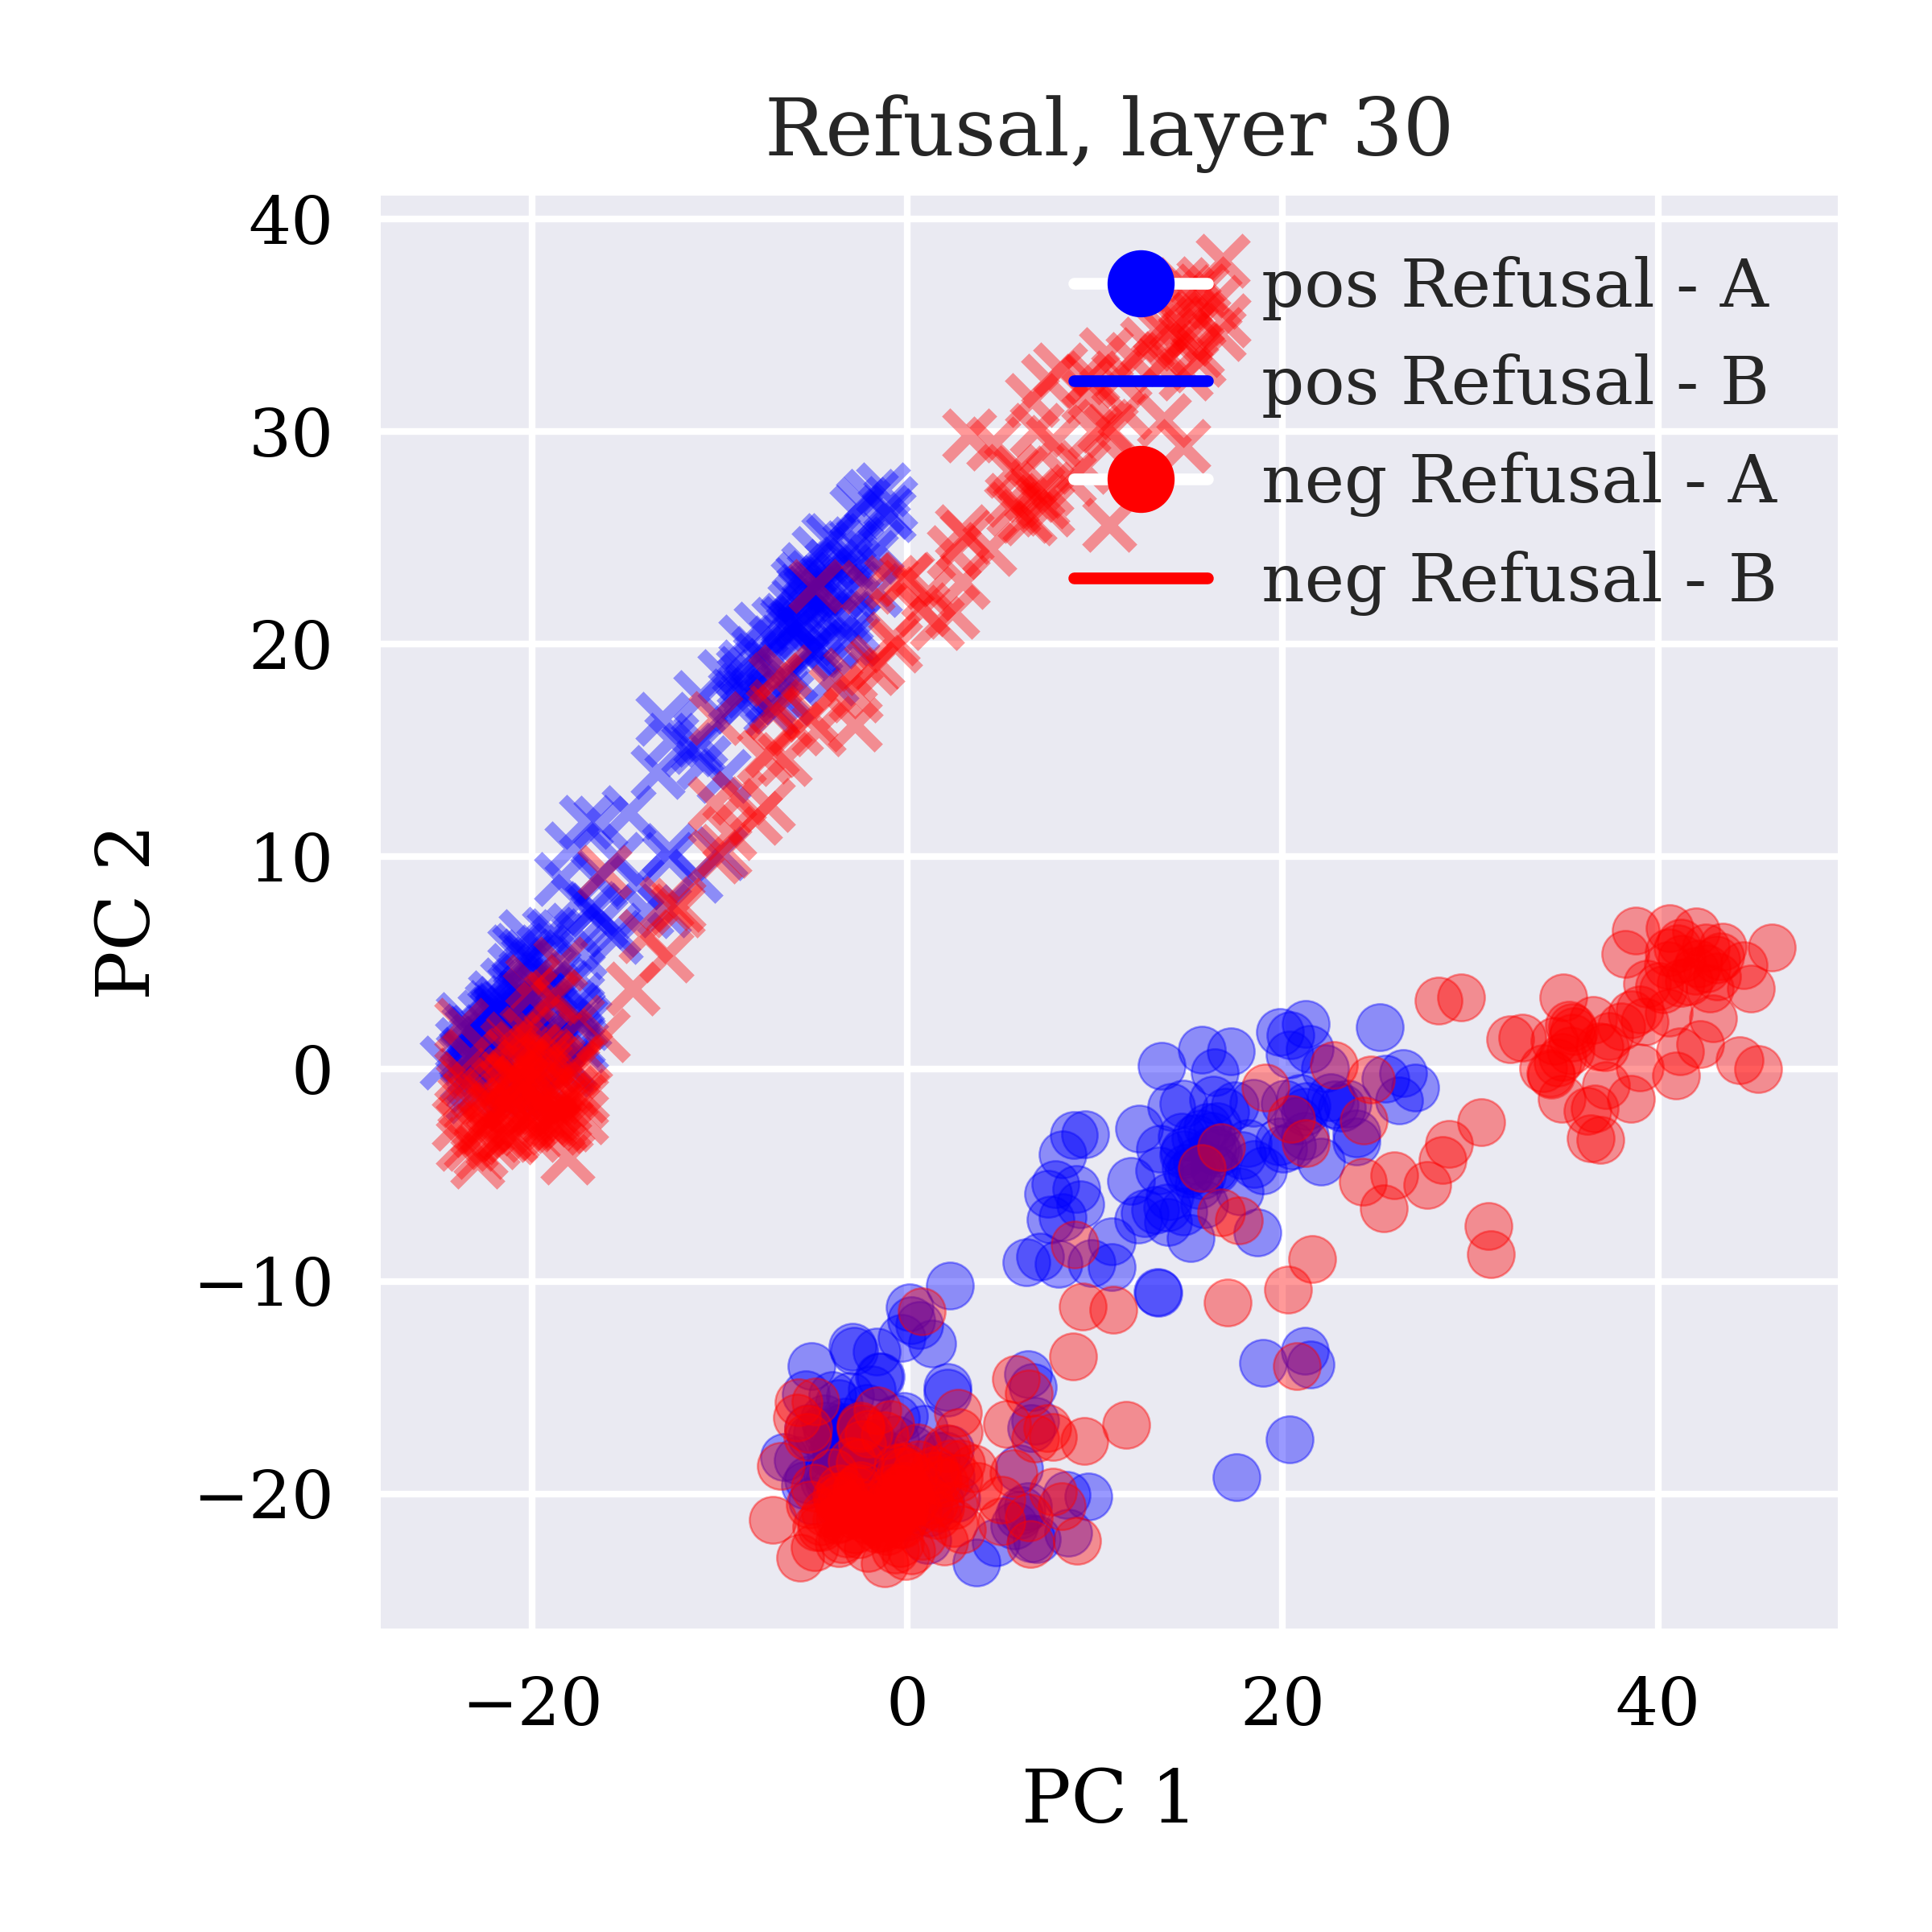 Refusal, layer 30
40
30
20
10
0
−10
−20
PC 2
pos Refusal - A
pos Refusal - B
neg Refusal - A
neg Refusal - B
−20 0 20 40
PC 1